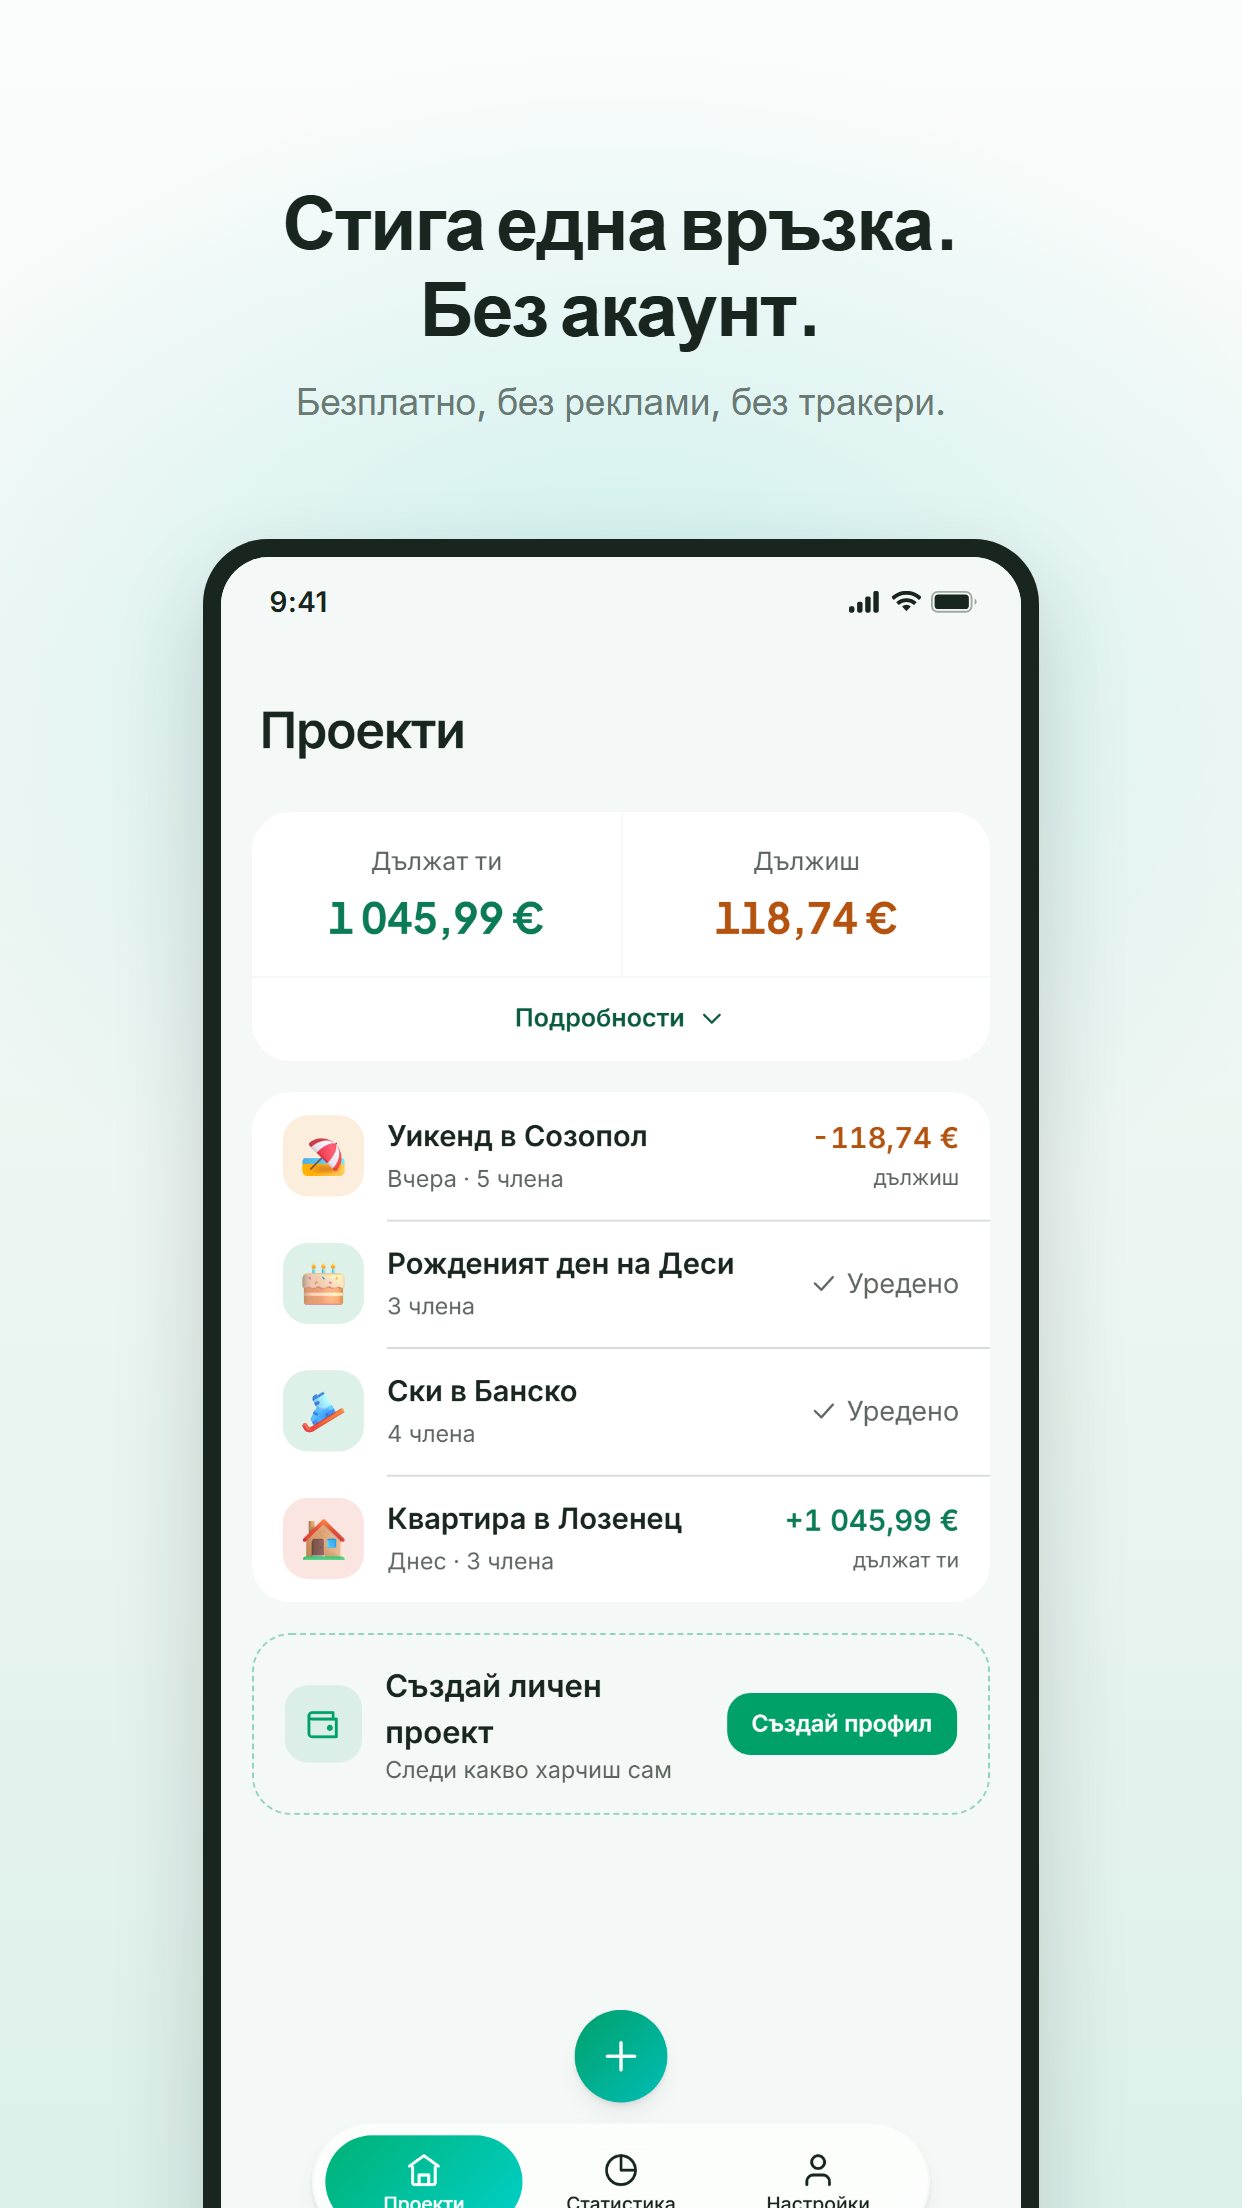 Стига една връзка.
Без акаунт.
Безплатно, без реклами, без тракери.
9:41
Проекти
Дължат ти
1 045,99 €
Дължиш
118,74 €
Подробности
Уикенд в Созопол
Вчера · 5 члена
-118,74 €
дължиш
Рожденият ден на Деси
3 члена
Уредено
Ски в Банско
4 члена
Уредено
Квартира в Лозенец
Днес · 3 члена
+1 045,99 €
дължат ти
Създай личен
проект
Следи какво харчиш сам
Създай профил
Проекти
Статистика
Настройки